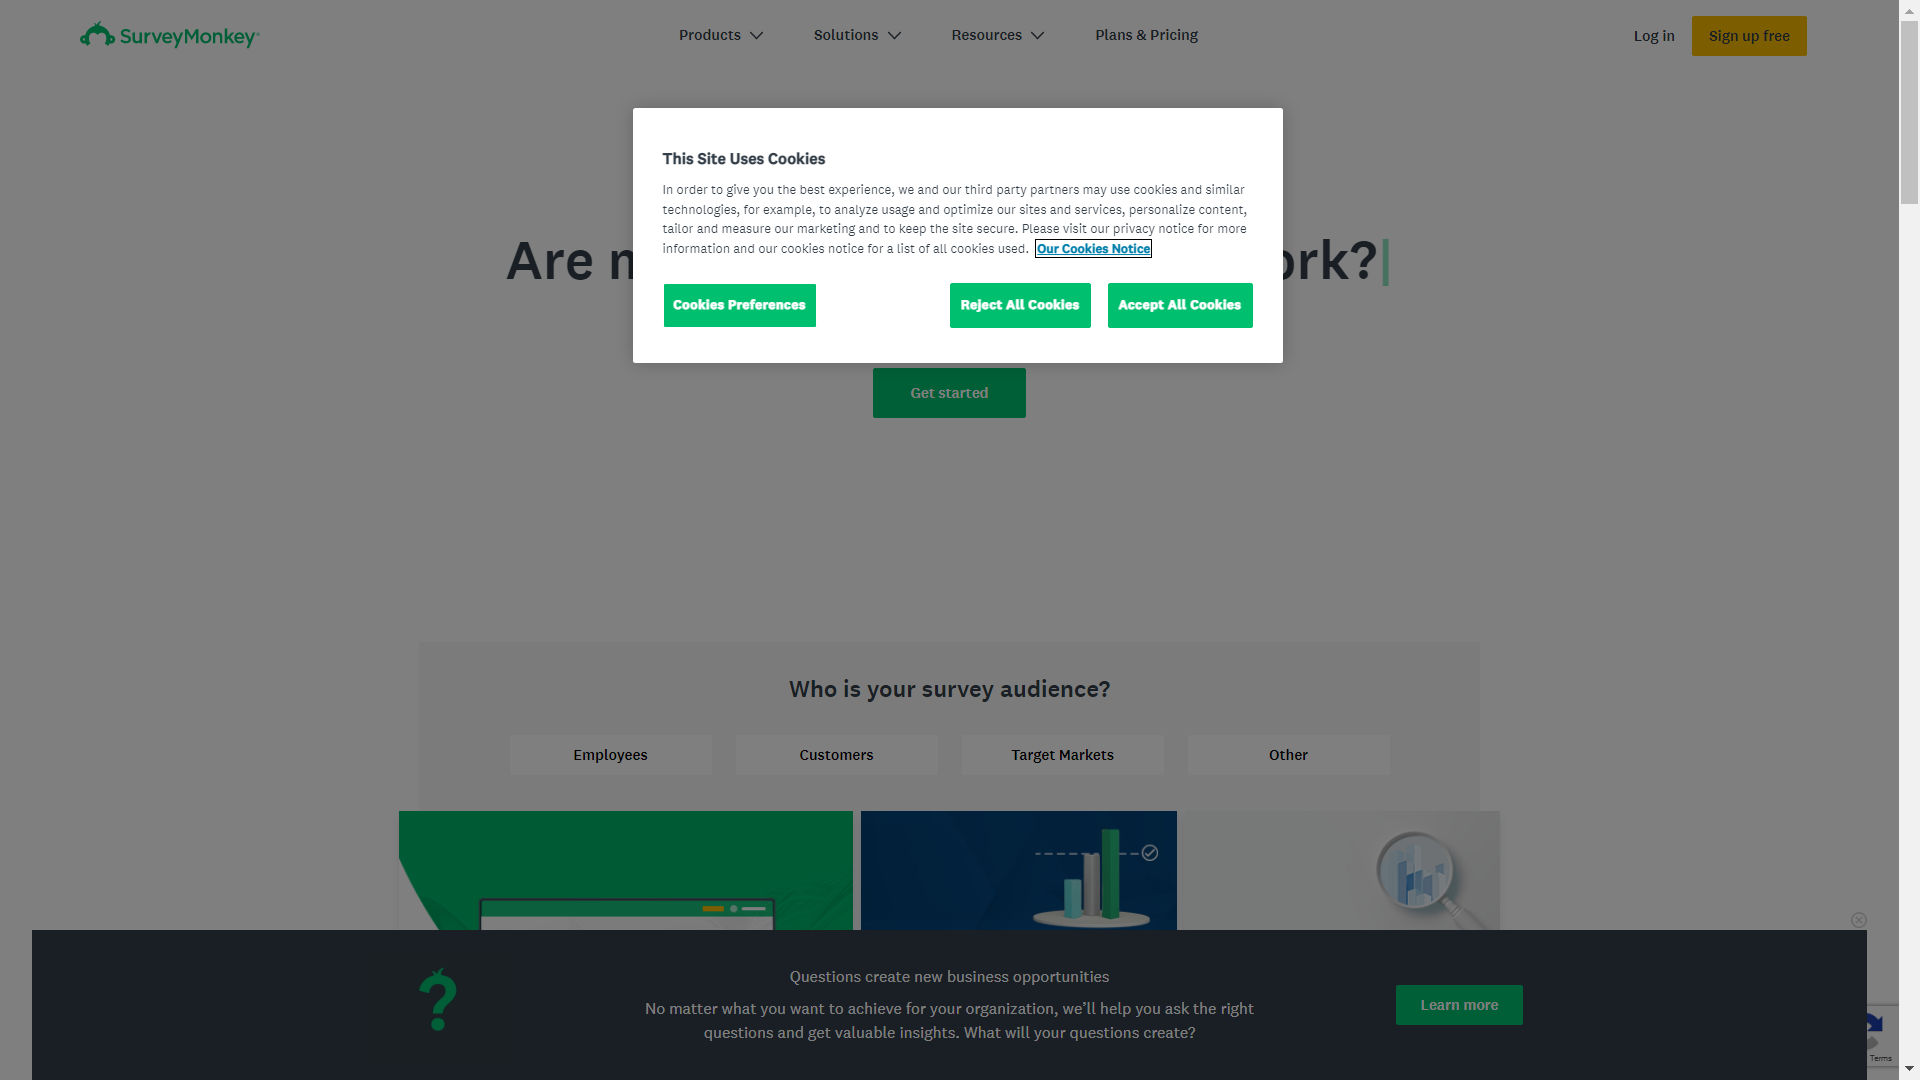 SurveyMonkey
Products
Solutions
Resources
Plans & Pricing
Log in
Sign up free
This Site Uses Cookies
In order to give you the best experience, we and our third party partners may use cookies and similar
technologies, for example, to analyze usage and optimize our sites and services, personalize content,
tailor and measure our marketing and to keep the site secure. Please visit our privacy notice for more
information and our cookies notice for a list of all cookies used. Our Cookies Notice
Cookies Preferences
Reject All Cookies
Accept All Cookies
Are
Get started
Who is your survey audience?
Employees
Customers
Target Markets
Other
Questions create new business opportunities
No matter what you want to achieve for your organization, we’ll help you ask the right
questions and get valuable insights. What will your questions create?
Learn more
Terms